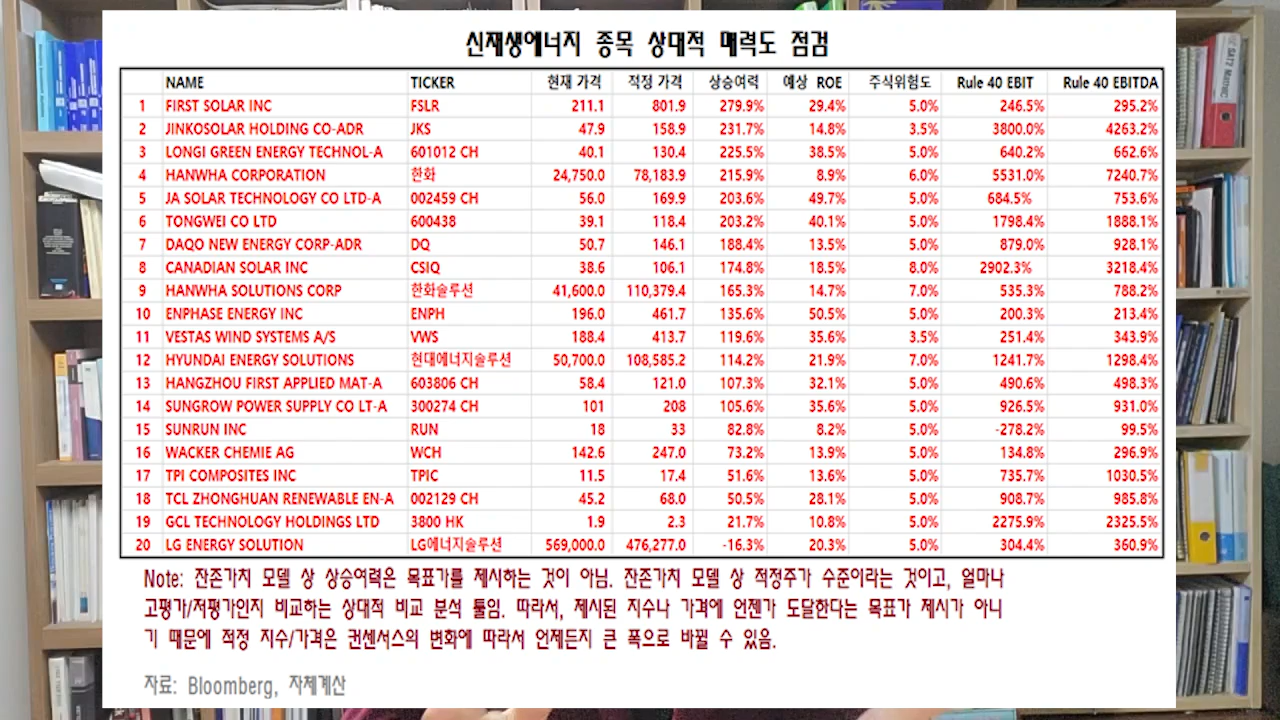 신재생에너지 종목 상대적 매력도 점검
NAME TICKER 현재 가격 적정 가격 상승여력 예상 ROE 주식위험도 Rule 40 EBIT Rule 40 EBITDA
1 FIRST SOLAR INC FSLR 211.1 801.9 279.9% 29.4% 5.0% 246.5% 295.2%
2 JINKOSOLAR HOLDING CO-ADR JKS 47.9 158.9 231.7% 14.8% 3.5% 3800.0% 4263.2%
3 LONGI GREEN ENERGY TECHNOL-A 601012 CH 40.1 130.4 225.5% 38.5% 5.0% 640.2% 662.6%
4 HANWHA CORPORATION 한화 24,750.0 78,183.9 215.9% 8.9% 6.0% 5531.0% 7240.7%
5 JA SOLAR TECHNOLOGY CO LTD-A 002459 CH 56.0 169.9 203.6% 49.7% 5.0% 684.5% 753.6%
6 TONGWEI CO LTD 600438 39.1 118.4 203.2% 40.1% 5.0% 1798.4% 1888.1%
7 DAQO NEW ENERGY CORP-ADR DQ 50.7 146.1 188.4% 13.5% 5.0% 879.0% 928.1%
8 CANADIAN SOLAR INC CSIQ 38.6 106.1 174.8% 18.5% 8.0% 2902.3% 3218.4%
9 HANWHA SOLUTIONS CORP 한화솔루션 41,600.0 110,379.4 165.3% 14.7% 7.0% 535.3% 788.2%
10 ENPHASE ENERGY INC ENPH 196.0 461.7 135.6% 50.5% 5.0% 200.3% 213.4%
11 VESTAS WIND SYSTEMS A/S VWS 188.4 413.7 119.6% 35.6% 3.5% 251.4% 343.9%
12 HYUNDAI ENERGY SOLUTIONS 현대에너지솔루션 50,700.0 108,585.2 114.2% 21.9% 7.0% 1241.7% 1298.4%
13 HANGZHOU FIRST APPLIED MAT-A 603806 CH 58.4 121.0 107.3% 32.1% 5.0% 490.6% 498.3%
14 SUNGROW POWER SUPPLY CO LT-A 300274 CH 101 208 105.6% 35.6% 5.0% 926.5% 931.0%
15 SUNRUN INC RUN 18 33 82.8% 8.2% 5.0% -278.2% 99.5%
16 WACKER CHEMIE AG WCH 142.6 247.0 73.2% 13.9% 5.0% 134.8% 296.9%
17 TPI COMPOSITES INC TPIC 11.5 17.4 51.6% 13.6% 5.0% 735.7% 1030.5%
18 TCL ZHONGHUAN RENEWABLE EN-A 002129 CH 45.2 68.0 50.5% 28.1% 5.0% 908.7% 985.8%
19 GCL TECHNOLOGY HOLDINGS LTD 3800 HK 1.9 2.3 21.7% 10.8% 5.0% 2275.9% 2325.5%
20 LG ENERGY SOLUTION LG에너지솔루션 569,000.0 476,277.0 -16.3% 20.3% 5.0% 304.4% 360.9%
Note: 잔존가치 모델 상 상승여력은 목표가를 제시하는 것이 아님. 잔존가치 모델 상 적정주가 수준이라는 것이고, 얼마나
고평가/저평가인지 비교하는 상대적 비교 분석 툴임. 따라서, 제시된 지수나 가격에 언젠가 도달한다는 목표가 제시가 아니
기 때문에 적정 지수/가격은 컨센서스의 변화에 따라서 언제든지 큰 폭으로 바뀔 수 있음.
자료: Bloomberg, 자체계산